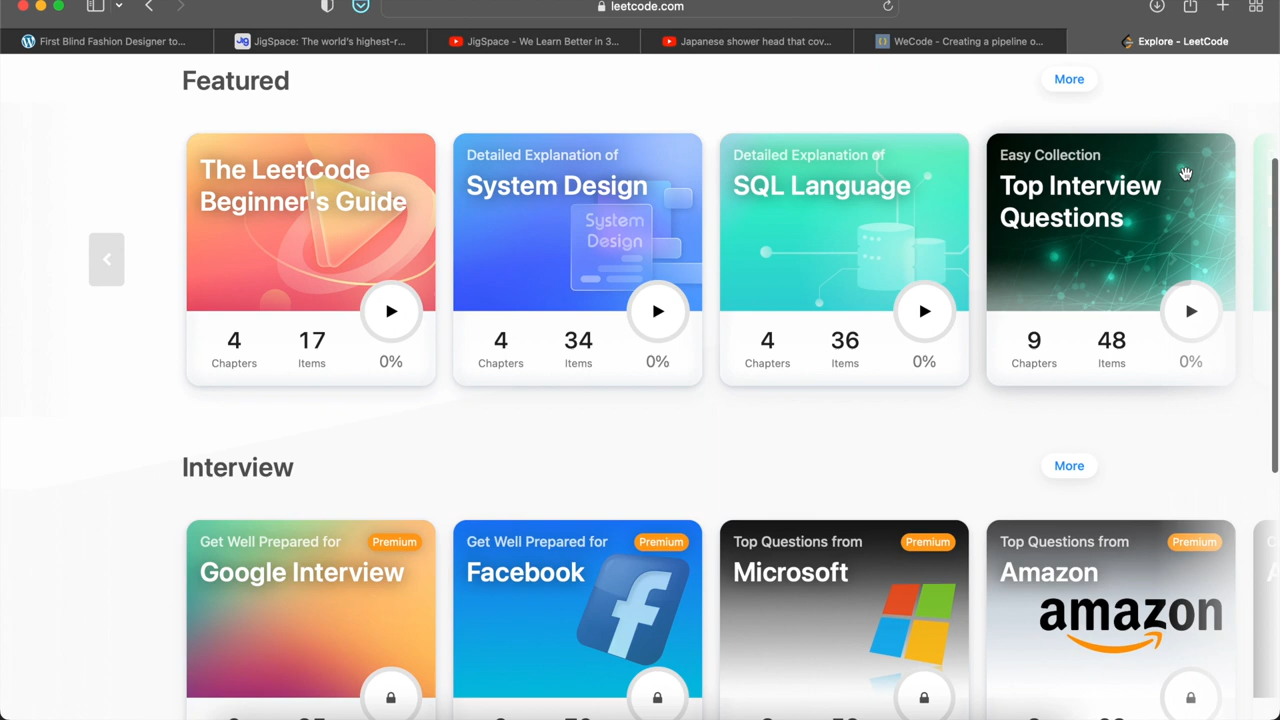 leetcode.com
First Blind Fashion Designer to...
JigSpace: The world's highest-r...
JigSpace - We Learn Better in 3...
Japanese shower head that cov...
WeCode - Creating a pipeline o...
Explore - LeetCode
Featured
More
The LeetCode
Beginner's Guide
4
17
Chapters
Items
0%
Detailed Explanation of
System Design
System
Design
4
34
Chapters
Items
0%
Detailed Explanation of
SQL Language
4
36
Chapters
Items
0%
Easy Collection
Top Interview
Questions
9
48
Chapters
Items
0%
Interview
More
Get Well Prepared for
Premium
Google Interview
Get Well Prepared for
Premium
Facebook
Top Questions from
Premium
Microsoft
Top Questions from
Premium
Amazon
amazon